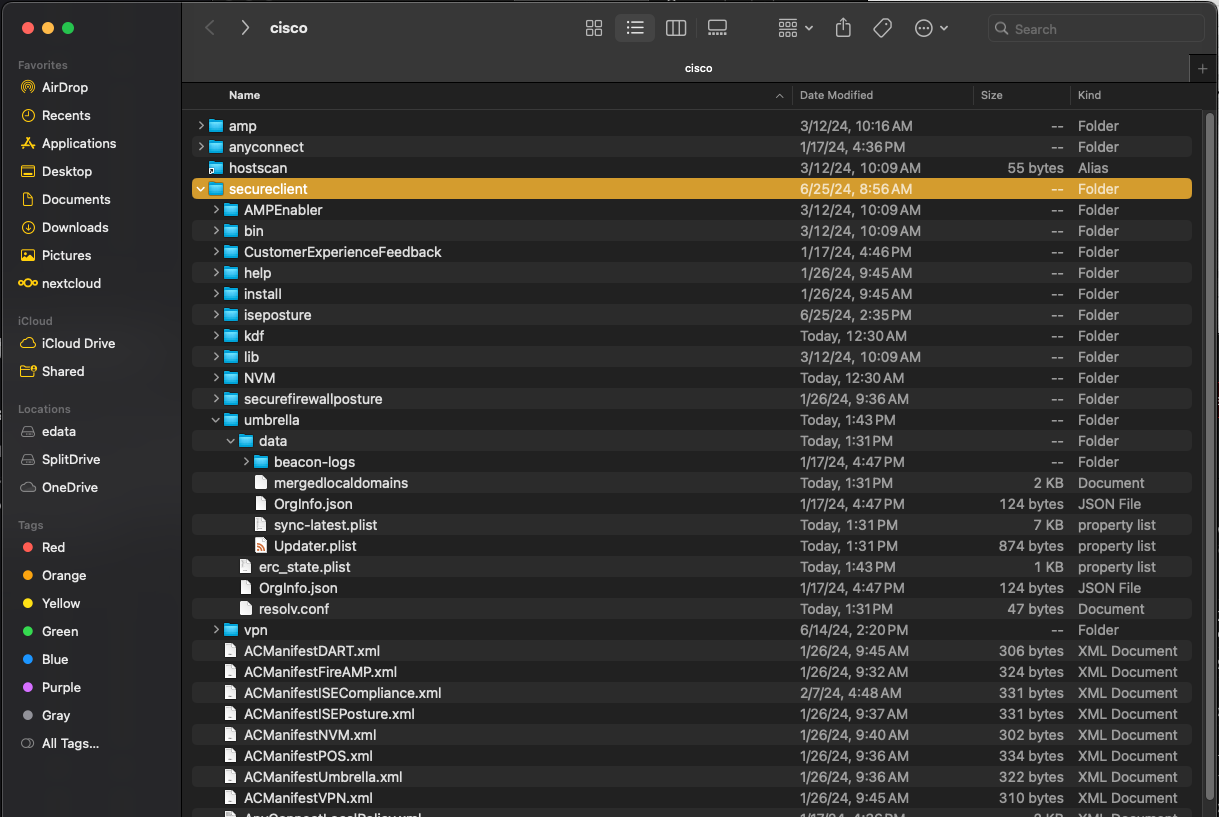 cisco
Search
cisco
Favorites
AirDrop
Recents
Applications
Desktop
Documents
Downloads
Pictures
nextcloud
iCloud
iCloud Drive
Shared
Locations
edata
SplitDrive
OneDrive
Tags
Red
Orange
Yellow
Green
Blue
Purple
Gray
All Tags...
Name Date Modified Size Kind
amp 3/12/24, 10:16 AM -- Folder
anyconnect 1/17/24, 4:36 PM -- Folder
hostscan 3/12/24, 10:09 AM 55 bytes Alias
secureclient 6/25/24, 8:56 AM -- Folder
AMPEnabler 3/12/24, 10:09 AM -- Folder
bin 3/12/24, 10:09 AM -- Folder
CustomerExperienceFeedback 1/17/24, 4:46 PM -- Folder
help 1/26/24, 9:45 AM -- Folder
install 1/26/24, 9:45 AM -- Folder
iseposture 6/25/24, 2:35 PM -- Folder
kdf Today, 12:30 AM -- Folder
lib 3/12/24, 10:09 AM -- Folder
NVM Today, 12:30 AM -- Folder
securefirewallposture 1/26/24, 9:36 AM -- Folder
umbrella Today, 1:43 PM -- Folder
data Today, 1:31 PM -- Folder
beacon-logs 1/17/24, 4:47 PM -- Folder
mergedlocaldomains Today, 1:31 PM 2 KB Document
OrgInfo.json 1/17/24, 4:47 PM 124 bytes JSON File
sync-latest.plist Today, 1:31 PM 7 KB property list
Updater.plist Today, 1:31 PM 874 bytes property list
erc_state.plist Today, 1:43 PM 1 KB property list
OrgInfo.json 1/17/24, 4:47 PM 124 bytes JSON File
resolv.conf Today, 1:31 PM 47 bytes Document
vpn 6/14/24, 2:20 PM -- Folder
ACManifestDART.xml 1/26/24, 9:45 AM 306 bytes XML Document
ACManifestFireAMP.xml 1/26/24, 9:32 AM 324 bytes XML Document
ACManifestISECompliance.xml 2/7/24, 4:48 AM 331 bytes XML Document
ACManifestISEPosture.xml 1/26/24, 9:37 AM 331 bytes XML Document
ACManifestNVM.xml 1/26/24, 9:40 AM 302 bytes XML Document
ACManifestPOS.xml 1/26/24, 9:36 AM 334 bytes XML Document
ACManifestUmbrella.xml 1/26/24, 9:36 AM 322 bytes XML Document
ACManifestVPN.xml 1/26/24, 9:45 AM 310 bytes XML Document
AnyConnectLocalPolicy.xml 1/17/24, 4:36 PM 2 KB XML Document